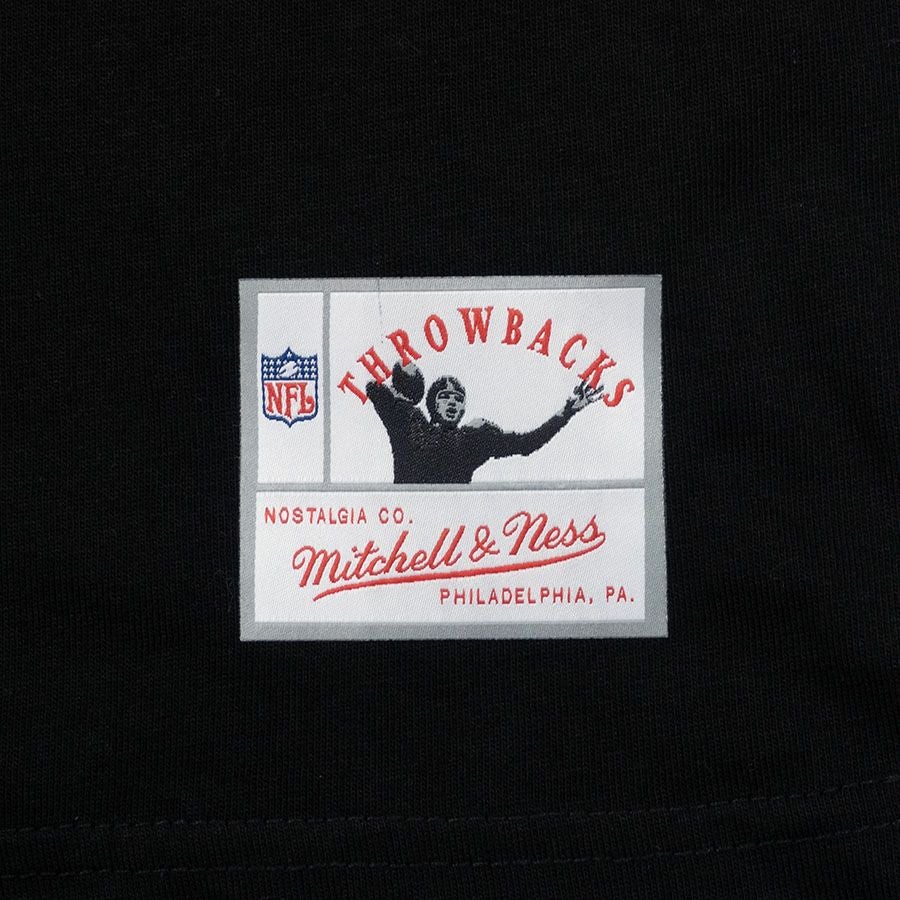 NFL
THROWBACKS
NOSTALGIA CO.
Mitchell & Ness
PHILADELPHIA, PA.